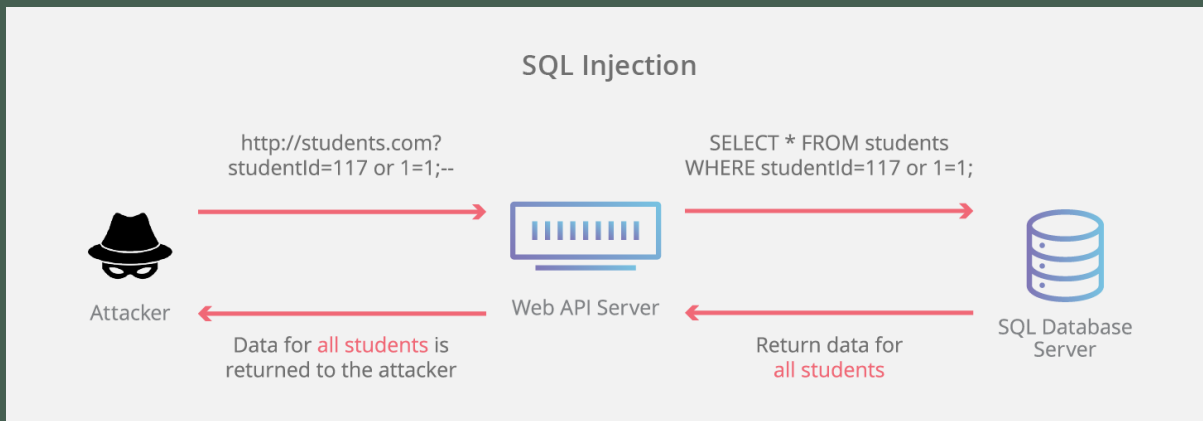 SQL Injection
http://students.com?
studentId=117 or 1=1;--
SELECT * FROM students
WHERE studentId=117 or 1=1;
Attacker
Web API Server
SQL Database
Server
Data for all students is
returned to the attacker
Return data for
all students